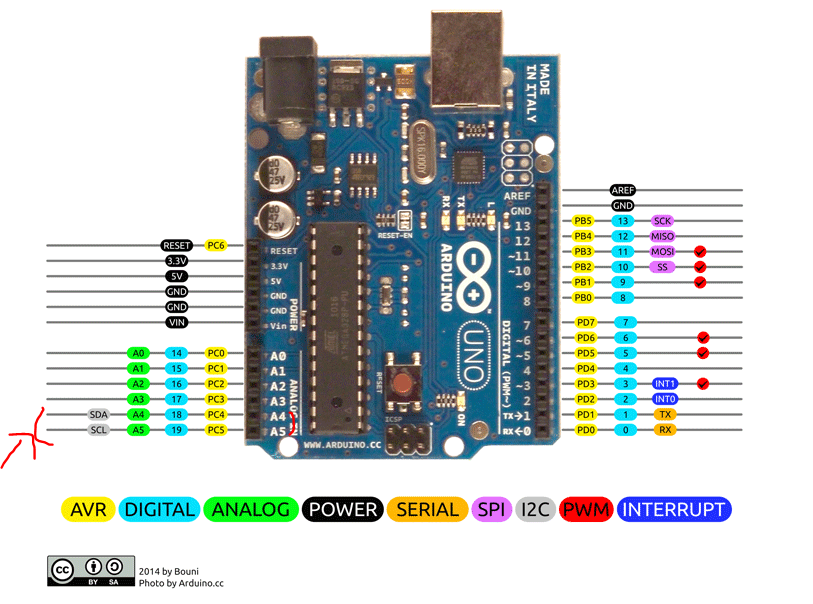 MADE
IN ITALY
SPK16.000Y
AREF
GND
RX
TX
L
RESET-EN
ARDUINO
UNO
RESET
3.3V
5V
GND
GND
Vin
POWER
A0
A1
A2
A3
A4
A5
ANALOG IN
RESET
ICSP
ON
WWW.ARDUINO.CC
DIGITAL (PWM~)
13
12
~11
~10
~9
8
7
~6
~5
4
~3
2
TX→1
RX←0
AREF
GND
PB5 13 SCK
PB4 12 MISO
PB3 11 MOSI
PB2 10 SS
PB1 9
PB0 8
PD7 7
PD6 6
PD5 5
PD4 4
PD3 3 INT1
PD2 2 INT0
PD1 1 TX
PD0 0 RX
RESET PC6
3.3V
5V
GND
GND
VIN
A0 14 PC0
A1 15 PC1
A2 16 PC2
A3 17 PC3
SDA A4 18 PC4
SCL A5 19 PC5
AVR DIGITAL ANALOG POWER SERIAL SPI I2C PWM INTERRUPT
cc BY SA
2014 by Bouni
Photo by Arduino.cc